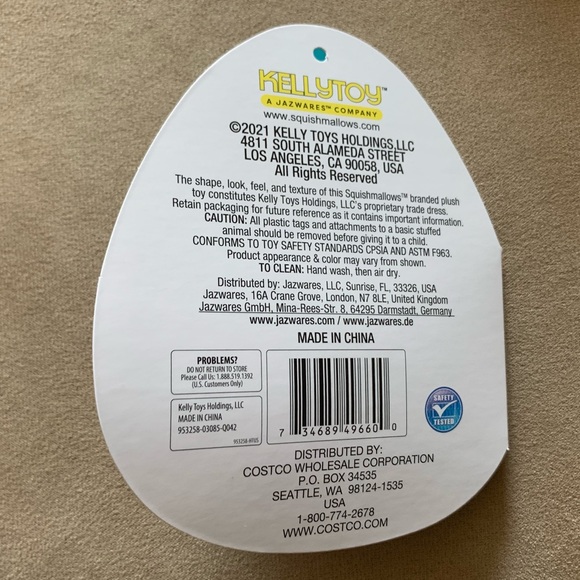 KELLYTOY™
A JAZWARES™ COMPANY
www.squishmallows.com
©2021 KELLY TOYS HOLDINGS,LLC
4811 SOUTH ALAMEDA STREET
LOS ANGELES, CA 90058, USA
All Rights Reserved
The shape, look, feel, and texture of this Squishmallows™ branded plush
toy constitutes Kelly Toys Holdings, LLC's proprietary trade dress.
Retain packaging for future reference as it contains important information.
CAUTION: All plastic tags and attachments to a basic stuffed
animal should be removed before giving it to a child.
CONFORMS TO TOY SAFETY STANDARDS CPSIA AND ASTM F963.
Product appearance & color may vary from shown.
TO CLEAN: Hand wash, then air dry.
Distributed by: Jazwares, LLC, Sunrise, FL, 33326, USA
Jazwares, 16A Crane Grove, London, N7 8LE, United Kingdom
Jazwares GmbH, Mina-Rees-Str. 8, 64295 Darmstadt, Germany
www.jazwares.com / www.jazwares.de
MADE IN CHINA
PROBLEMS?
DO NOT RETURN TO STORE
Please Call Us: 1.888.519.1392
(U.S. Customers Only)
Kelly Toys Holdings, LLC
MADE IN CHINA
953258-03085-Q042
953258-HTUS
7 34689 49660 0
SAFETY
TESTED
DISTRIBUTED BY:
COSTCO WHOLESALE CORPORATION
P.O. BOX 34535
SEATTLE, WA 98124-1535
USA
1-800-774-2678
WWW.COSTCO.COM